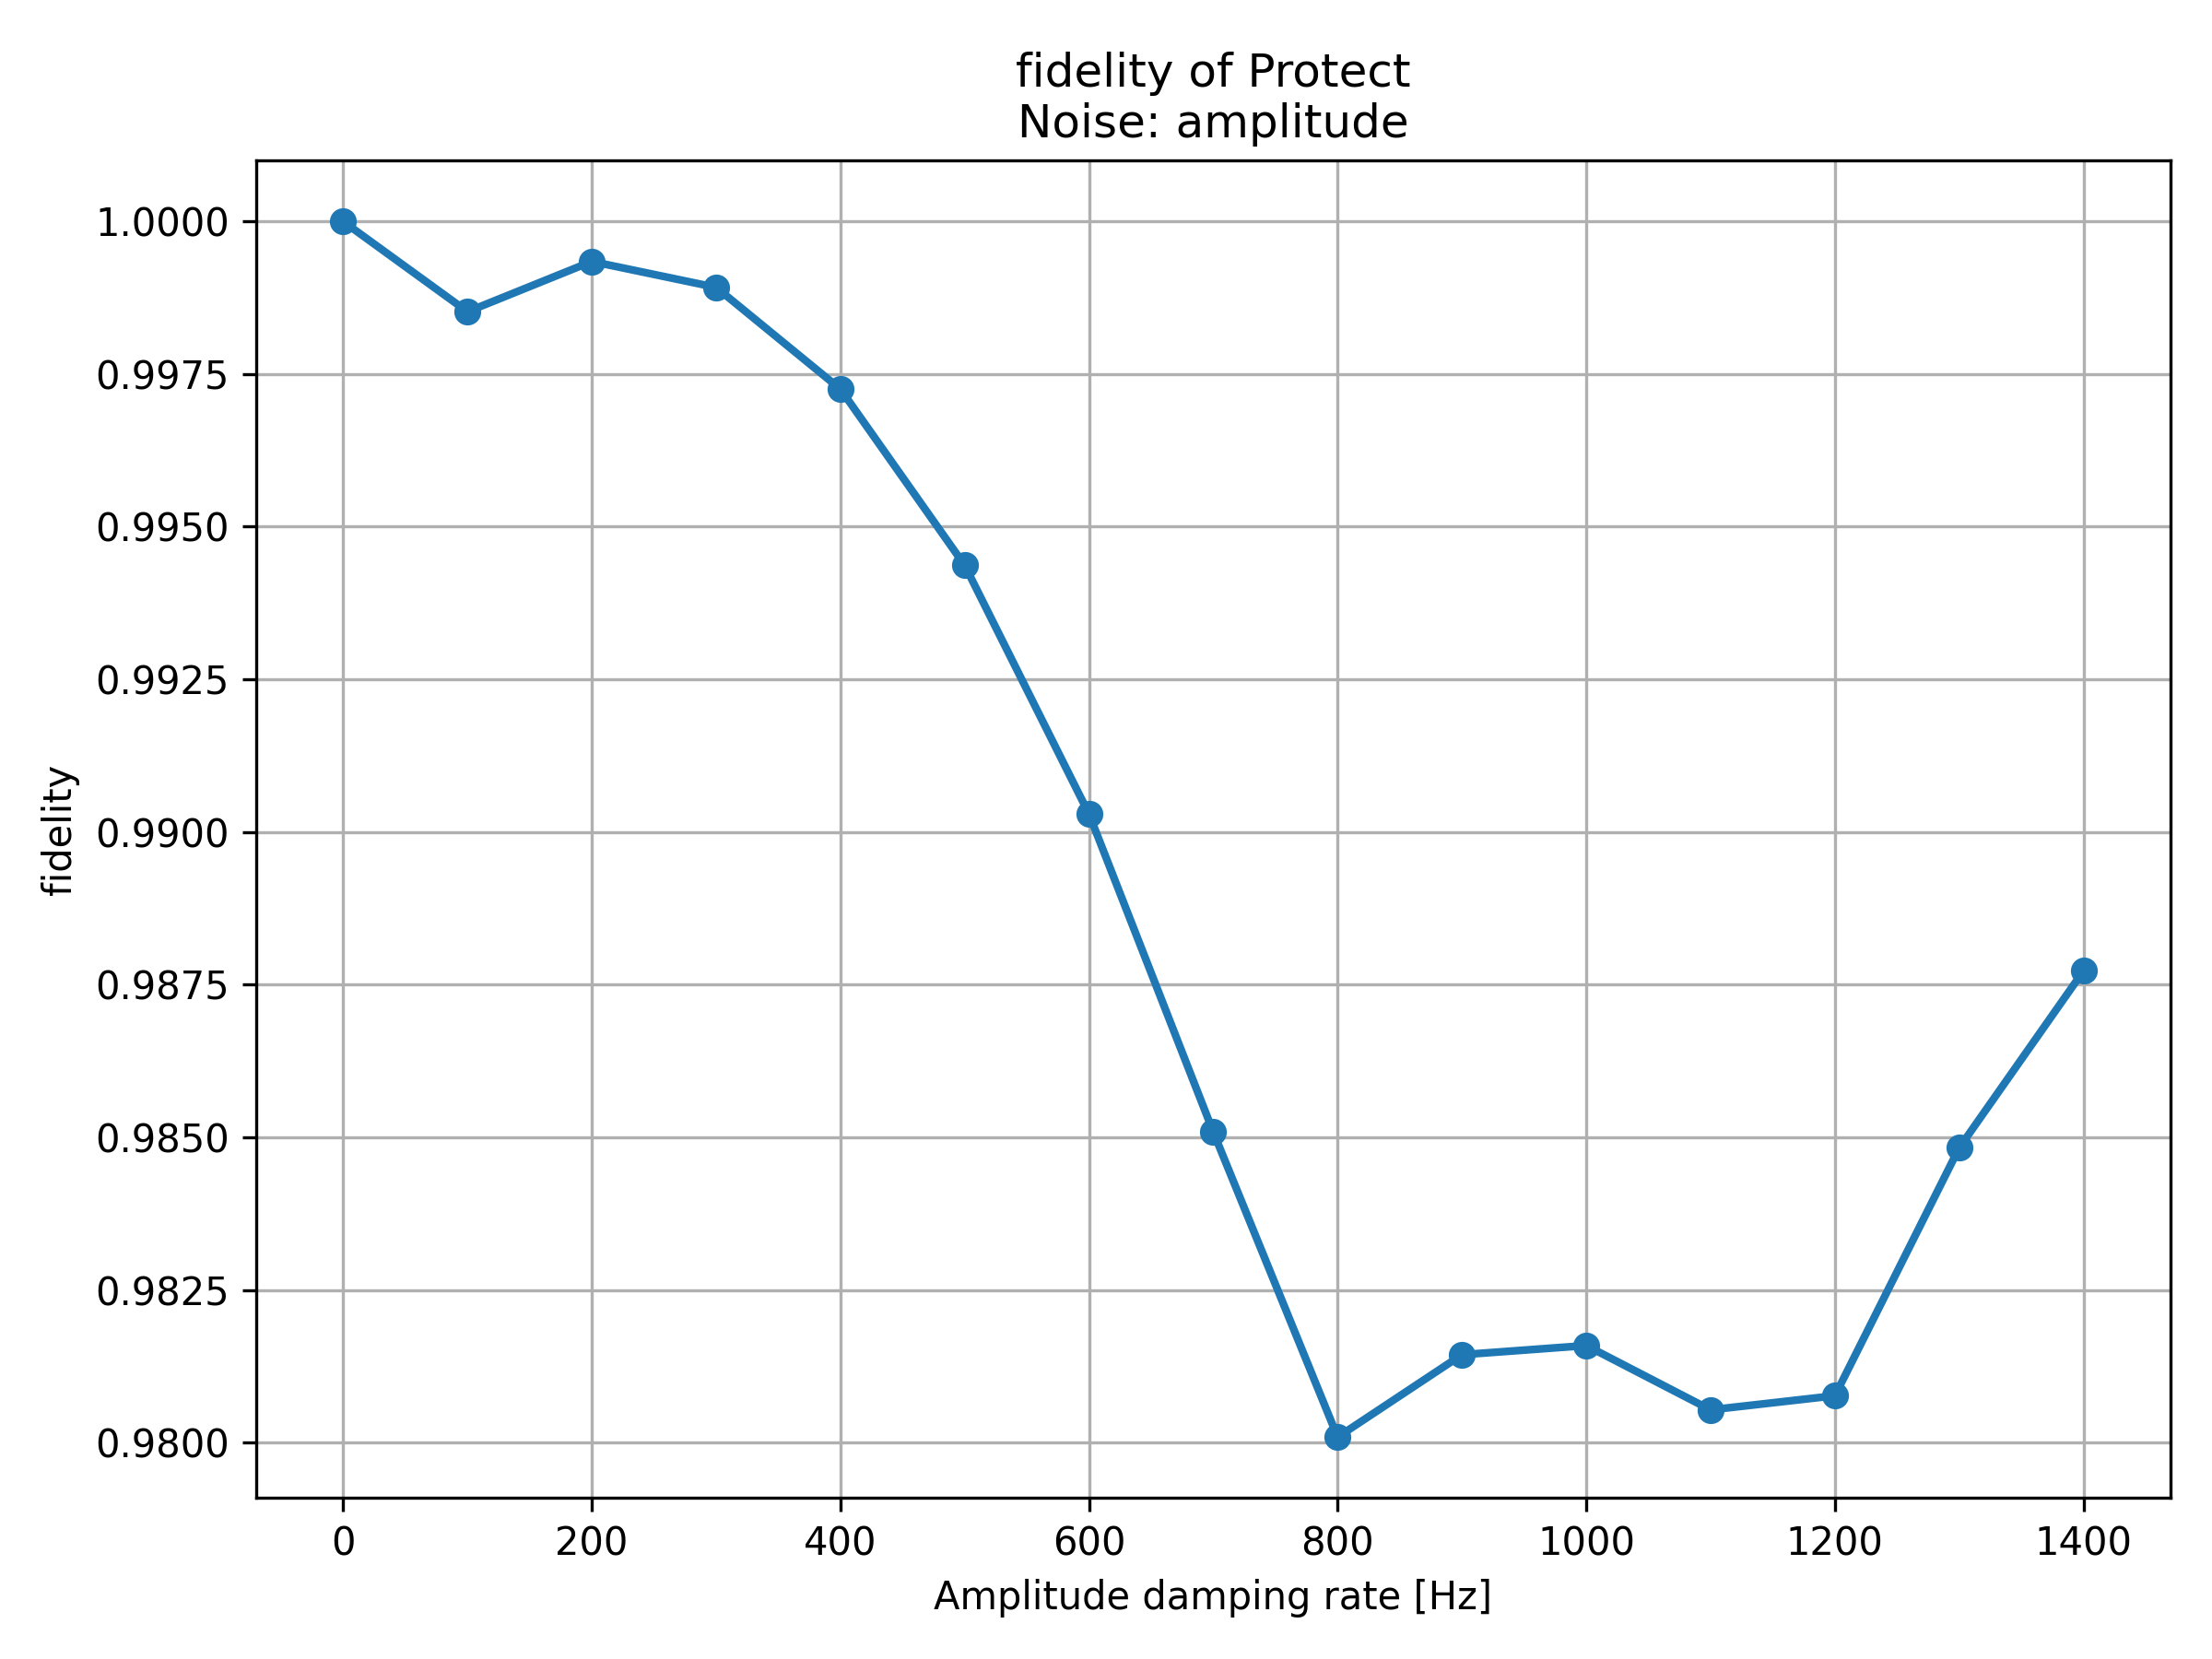 fidelity of Protect
Noise: amplitude
1.0000
0.9975
0.9950
0.9925
0.9900
0.9875
0.9850
0.9825
0.9800
fidelity
0 200 400 600 800 1000 1200 1400
Amplitude damping rate [Hz]